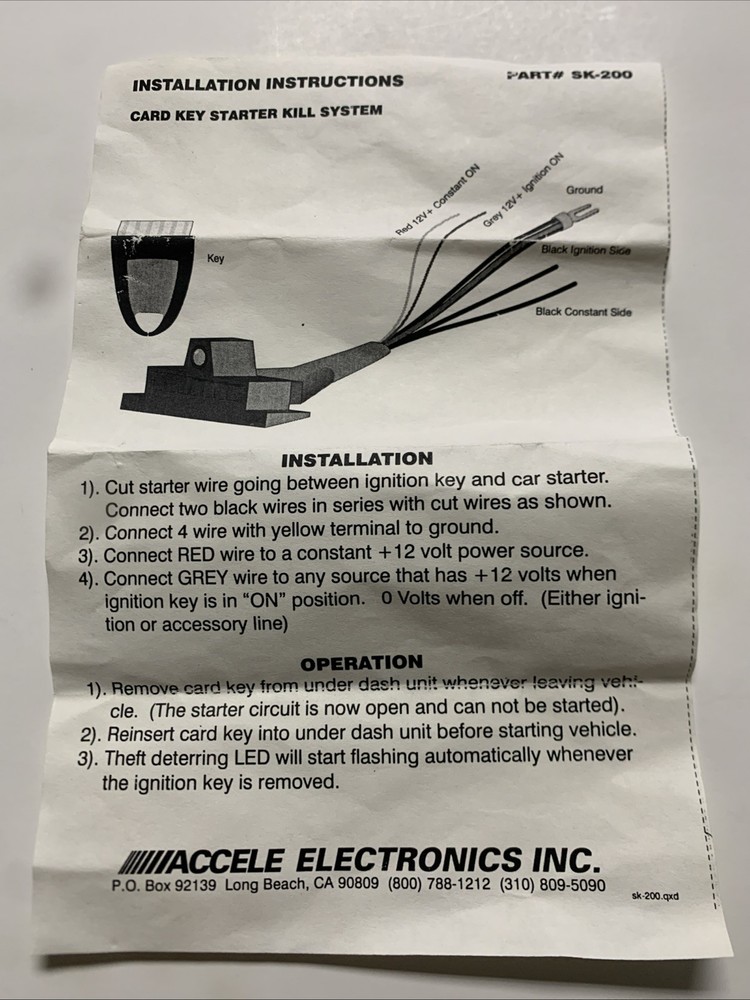 INSTALLATION INSTRUCTIONS
PART# SK-200
CARD KEY STARTER KILL SYSTEM
Red 12V+ Constant ON
Grey 12V+ Ignition ON
Ground
Black Ignition Side
Key
Black Constant Side
INSTALLATION
1). Cut starter wire going between ignition key and car starter.
Connect two black wires in series with cut wires as shown.
2). Connect 4 wire with yellow terminal to ground.
3). Connect RED wire to a constant +12 volt power source.
4). Connect GREY wire to any source that has +12 volts when
ignition key is in “ON” position. 0 Volts when off. (Either igni-
tion or accessory line)
OPERATION
1). Remove card key from under dash unit whenever leaving vehi-
cle. (The starter circuit is now open and can not be started).
2). Reinsert card key into under dash unit before starting vehicle.
3). Theft deterring LED will start flashing automatically whenever
the ignition key is removed.
ACCELE ELECTRONICS INC.
P.O. Box 92139 Long Beach, CA 90809 (800) 788-1212 (310) 809-5090
sk-200.qxd